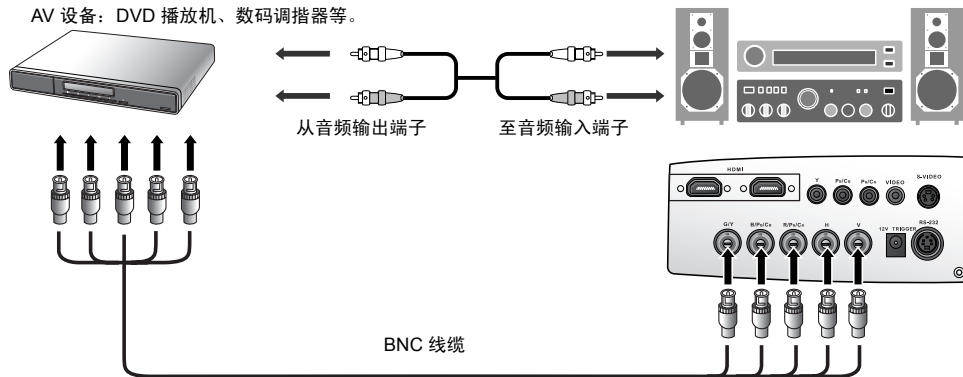 AV 设备：DVD 播放机、数码调揩器等。
从音频输出端子
至音频输入端子
HDMI
Y
PB/CB
PR/CR
VIDEO
S-VIDEO
G/Y
B/PB/CB
R/PR/CR
H
V
12V TRIGGER
RS-232
BNC 线缆